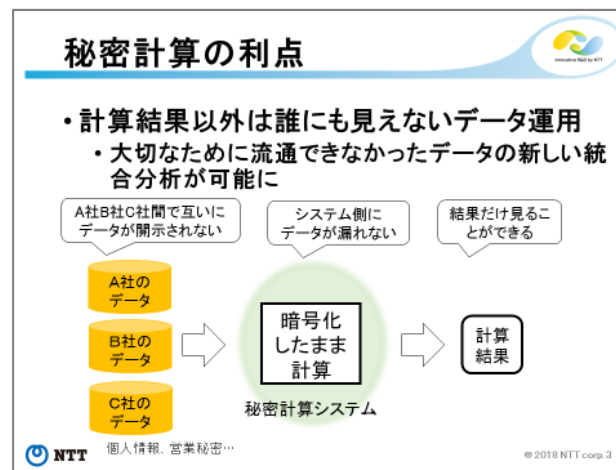 秘密計算の利点
Innovative R&D by NTT
・計算結果以外は誰にも見えないデータ運用
・大切なために流通できなかったデータの新しい統
合分析が可能に
A社B社C社間で互いに
データが開示されない
システム側に
データが漏れない
結果だけ見るこ
とができる
A社の
データ
B社の
データ
C社の
データ
暗号化
したまま
計算
計算
結果
秘密計算システム
個人情報、営業秘密…
NTT
© 2018 NTT corp. 3